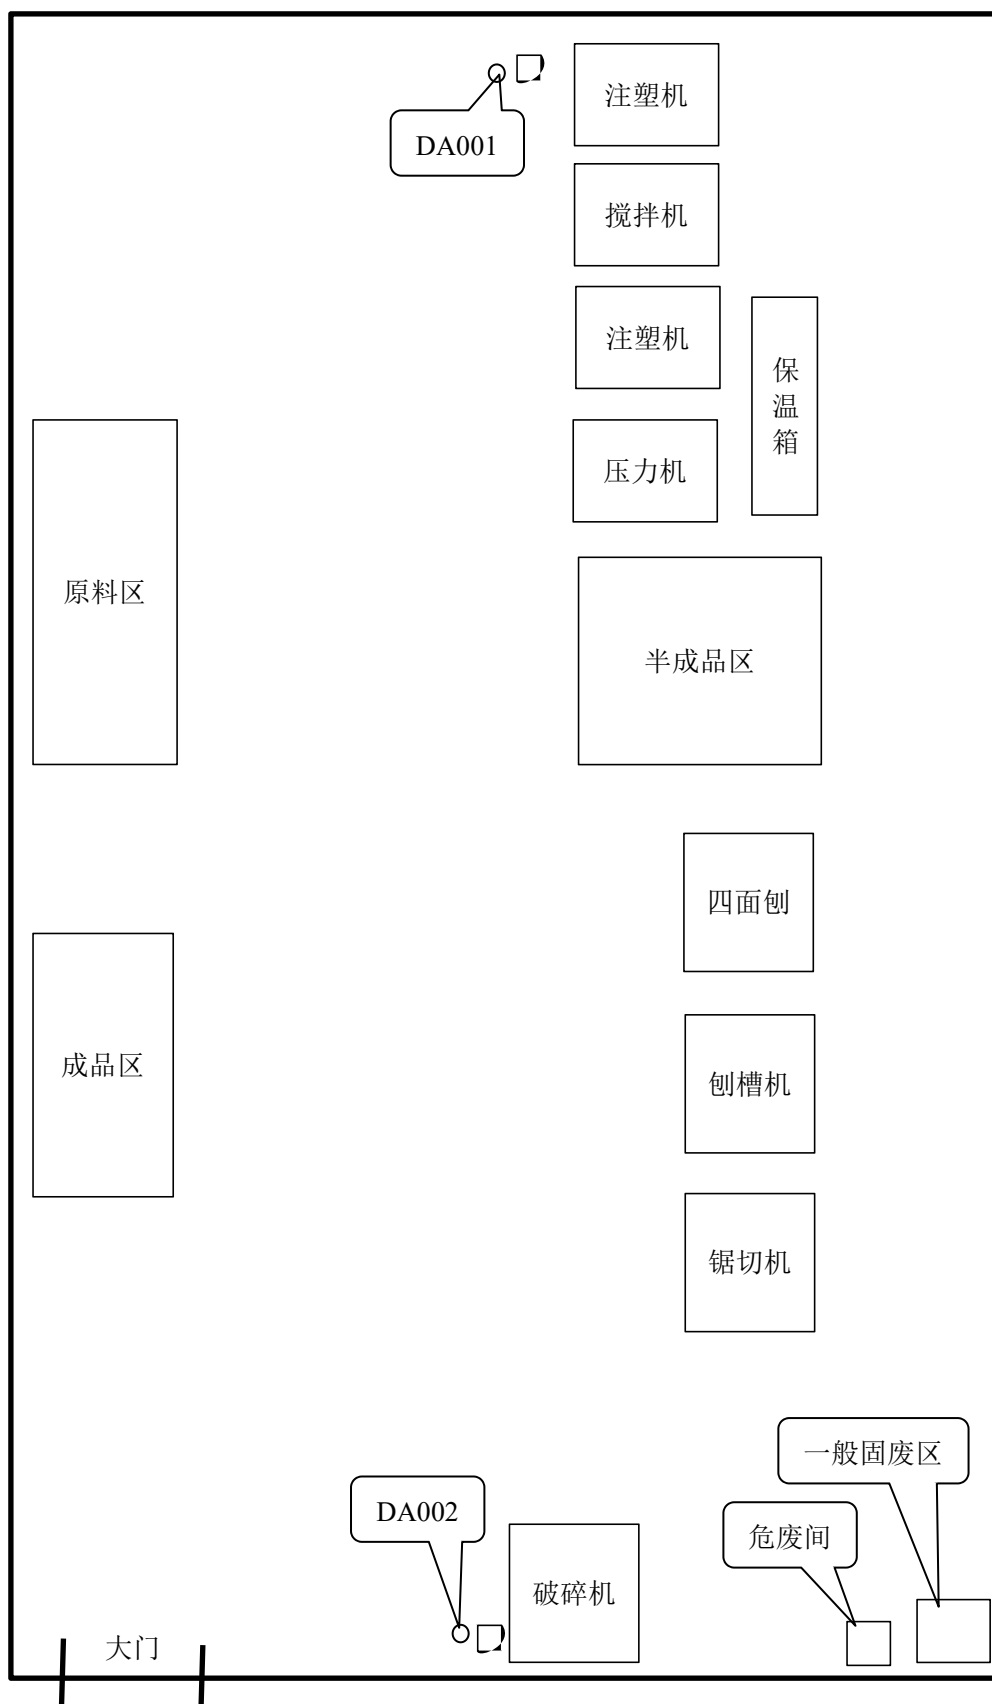 注塑机
DA001
搅拌机
注塑机
保温箱
压力机
原料区
半成品区
四面刨
成品区
刨槽机
锯切机
一般固废区
DA002
危废间
破碎机
大门